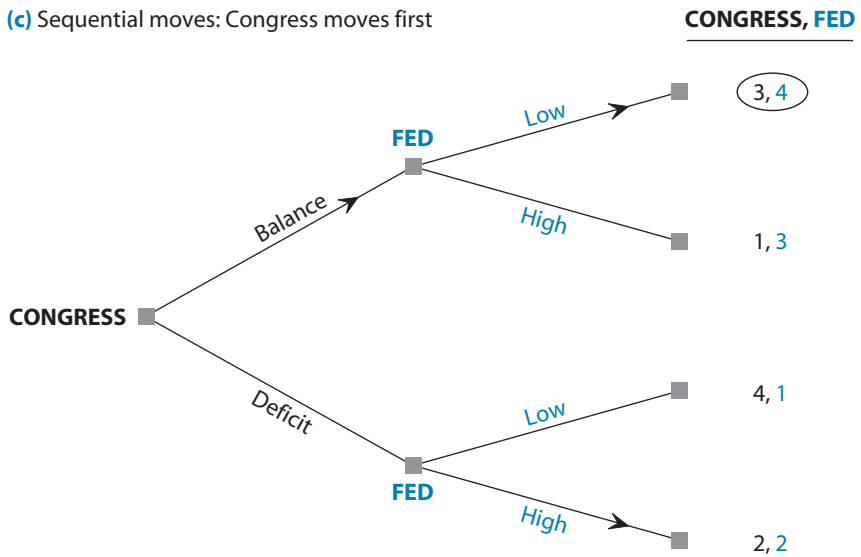 (c) Sequential moves: Congress moves first
CONGRESS, FED
Low
3, 4
FED
Balance
High
1, 3
CONGRESS
Deficit
Low
4, 1
FED
High
2, 2